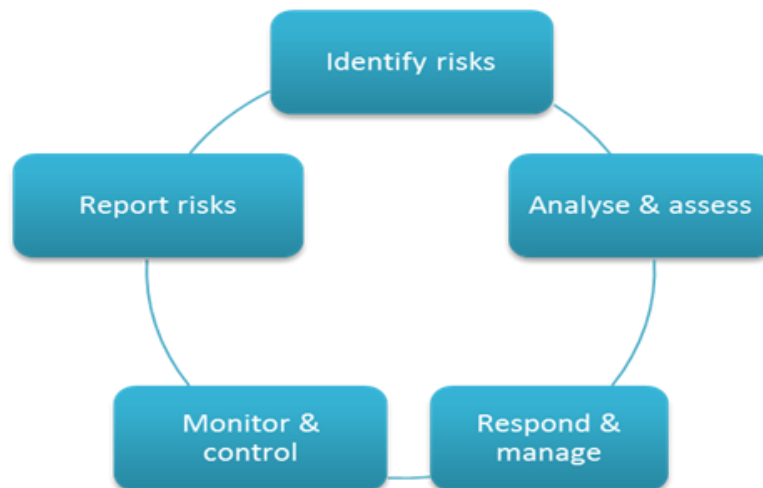 Identify risks
Analyse & assess
Respond &
manage
Monitor &
control
Report risks